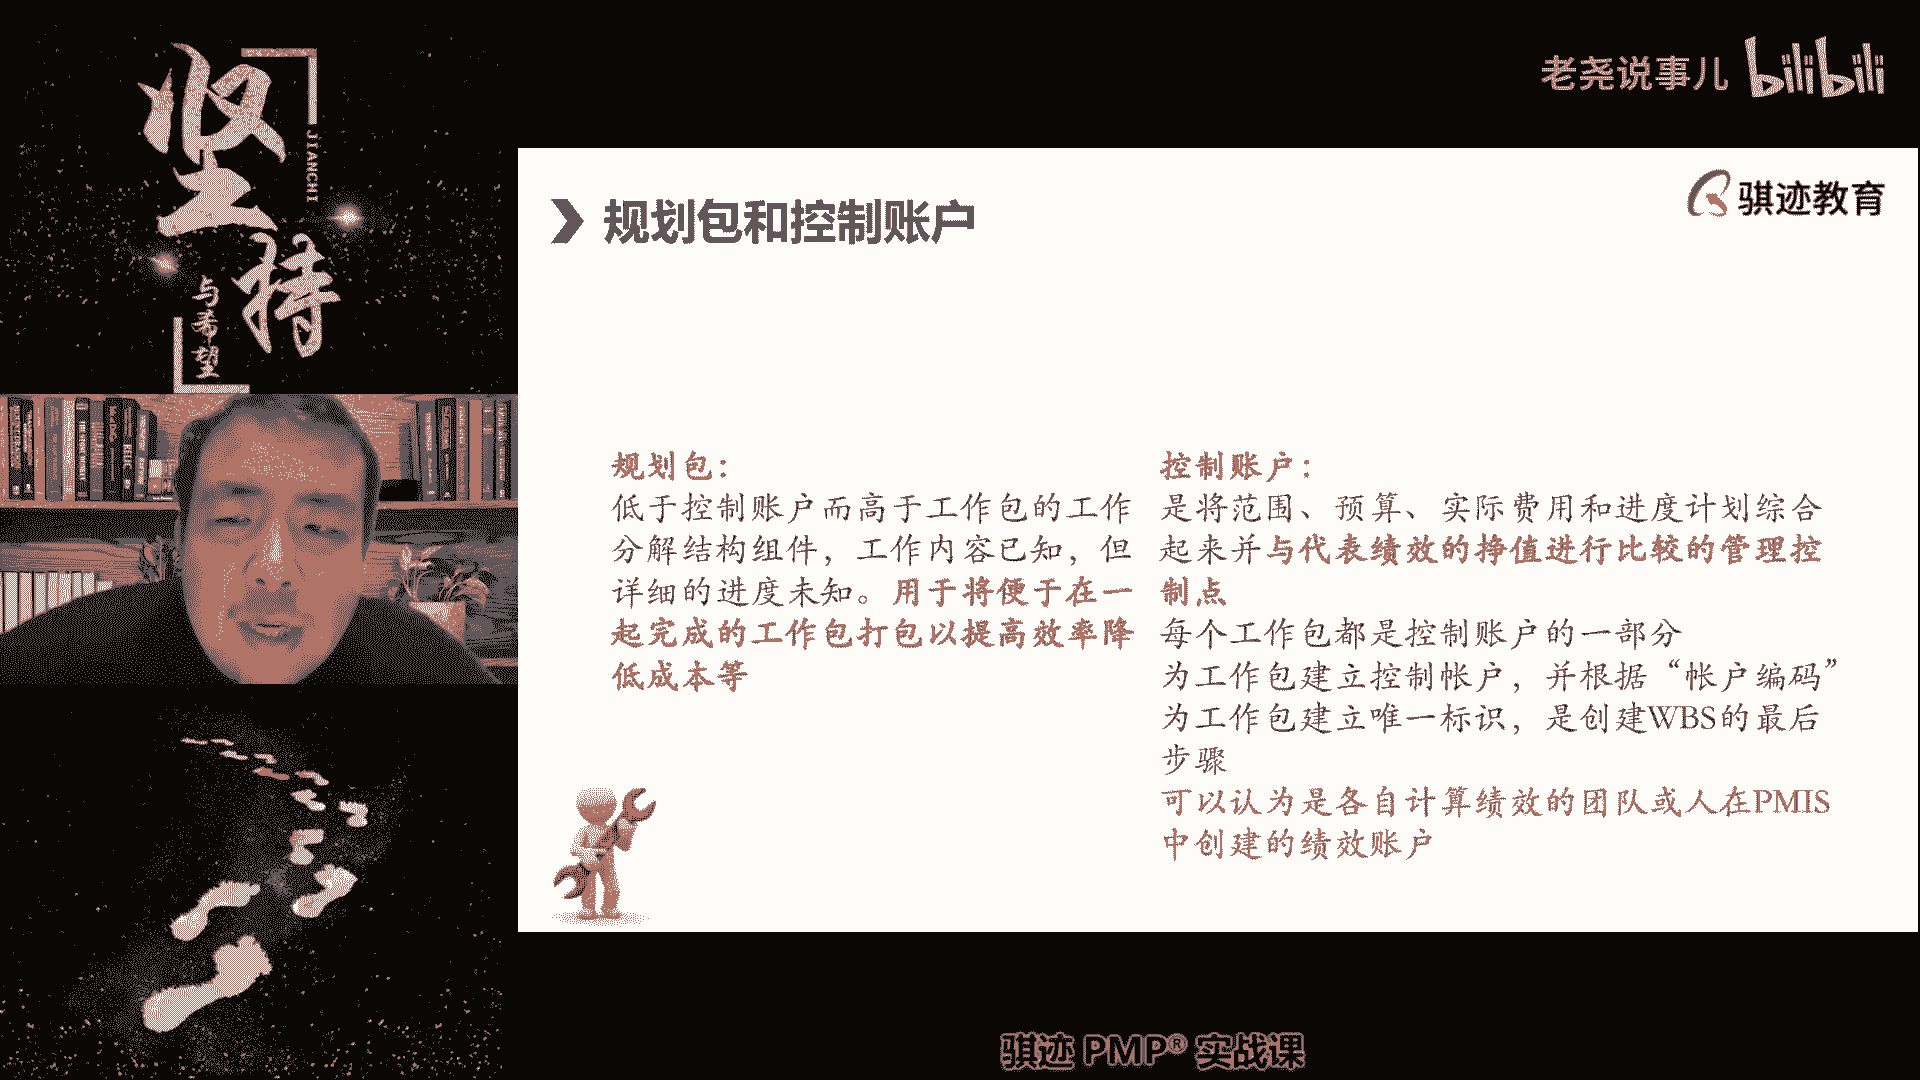 坚持
JIANCHI
与希望
老尧说事儿 bilibili
骐迹教育
规划包和控制账户
规划包：
低于控制账户而高于工作包的工作
分解结构组件，工作内容已知，但
详细的进度未知。用于将便于在一
起完成的工作包打包以提高效率降
低成本等
控制账户：
是将范围、预算、实际费用和进度计划综合
起来并与代表绩效的挣值进行比较的管理控
制点
每个工作包都是控制账户的一部分
为工作包建立控制帐户，并根据“帐户编码”
为工作包建立唯一标识，是创建WBS的最后
步骤
可以认为是各自计算绩效的团队或人在PMIS
中创建的绩效账户
骐迹 PMP® 实战课